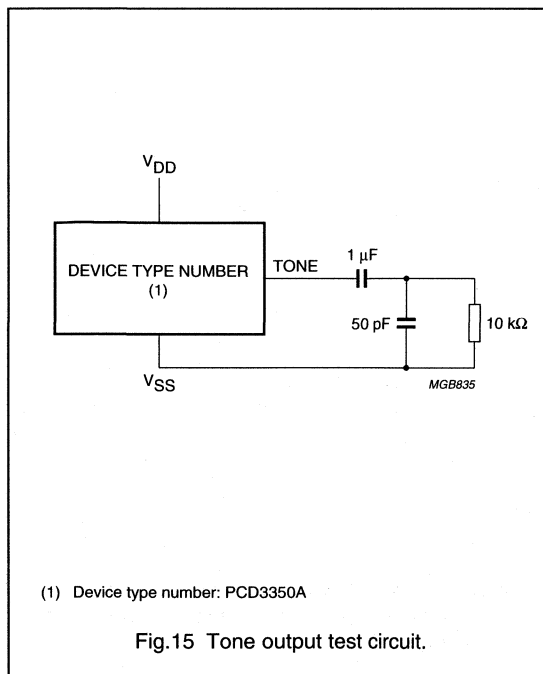 VDD
DEVICE TYPE NUMBER
(1)
TONE
1 μF
50 pF
10 kΩ
VSS
MGB835
(1) Device type number: PCD3350A
Fig.15 Tone output test circuit.